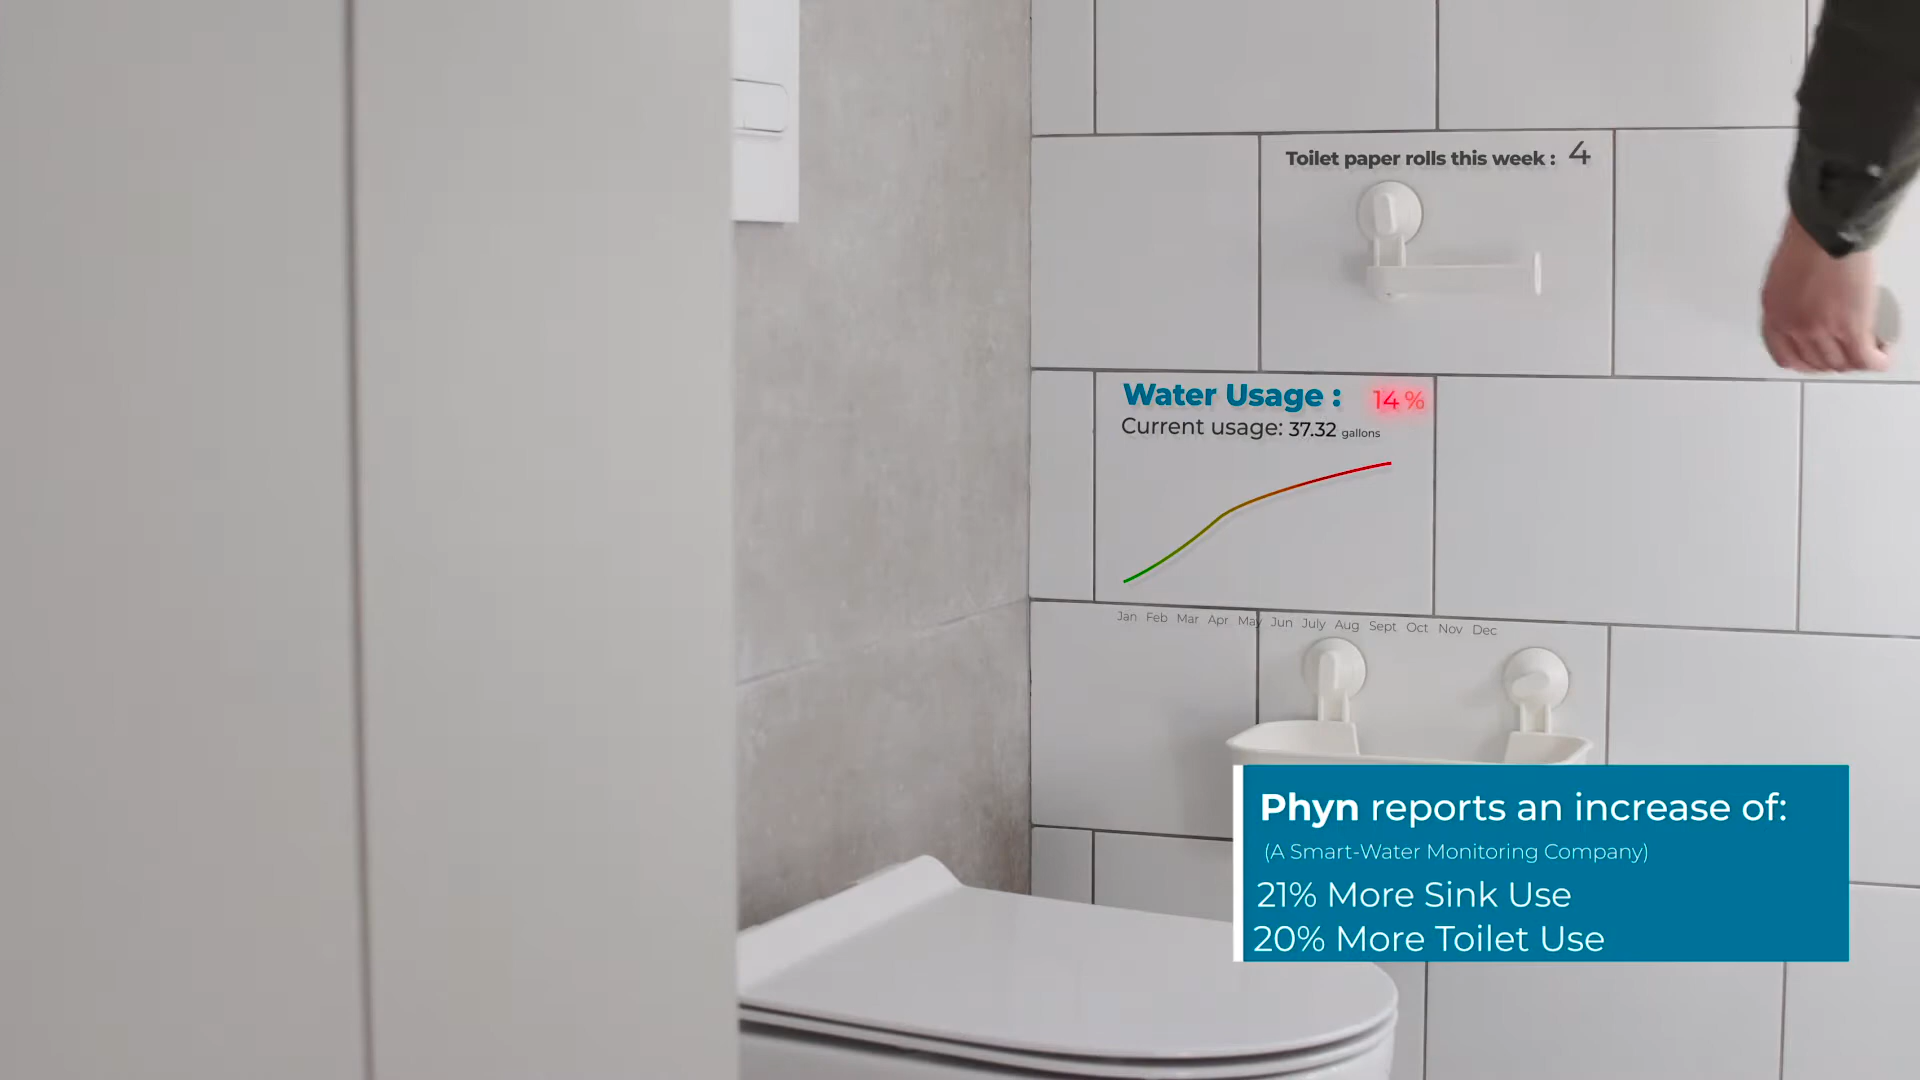 Toilet paper rolls this week : 4
Water Usage : 14 %
Current usage: 37.32 gallons
Jan Feb Mar Apr May Jun July Aug Sept Oct Nov Dec
Phyn reports an increase of:
(A Smart-Water Monitoring Company)
21% More Sink Use
20% More Toilet Use